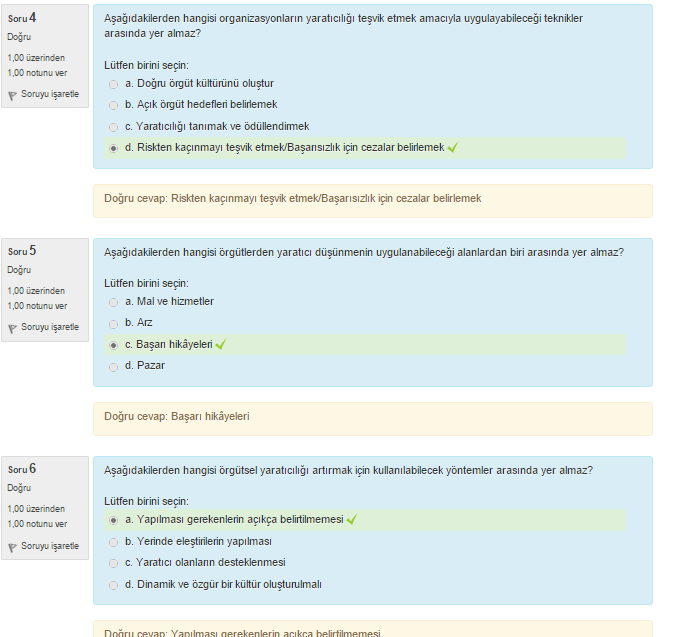 Soru 4
Doğru
1,00 üzerinden
1,00 notunu ver
Soruyu işaretle
Aşağıdakilerden hangisi organizasyonların yaratıcılığı teşvik etmek amacıyla uygulayabileceği teknikler
arasında yer almaz?
Lütfen birini seçin:
a. Doğru örgüt kültürünü oluştur
b. Açık örgüt hedefleri belirlemek
c. Yaratıcılığı tanımak ve ödüllendirmek
d. Riskten kaçınmayı teşvik etmek/Başarısızlık için cezalar belirlemek
Doğru cevap: Riskten kaçınmayı teşvik etmek/Başarısızlık için cezalar belirlemek
Soru 5
Doğru
1,00 üzerinden
1,00 notunu ver
Soruyu işaretle
Aşağıdakilerden hangisi örgütlerden yaratıcı düşünmenin uygulanabileceği alanlardan biri arasında yer almaz?
Lütfen birini seçin:
a. Mal ve hizmetler
b. Arz
c. Başarı hikâyeleri
d. Pazar
Doğru cevap: Başarı hikâyeleri
Soru 6
Doğru
1,00 üzerinden
1,00 notunu ver
Soruyu işaretle
Aşağıdakilerden hangisi örgütsel yaratıcılığı artırmak için kullanılabilecek yöntemler arasında yer almaz?
Lütfen birini seçin:
a. Yapılması gerekenlerin açıkça belirtilmemesi
b. Yerinde eleştirilerin yapılması
c. Yaratıcı olanların desteklenmesi
d. Dinamik ve özgür bir kültür oluşturulmalı
Doğru cevap: Yapılması gerekenlerin açıkça belirtilmemesi